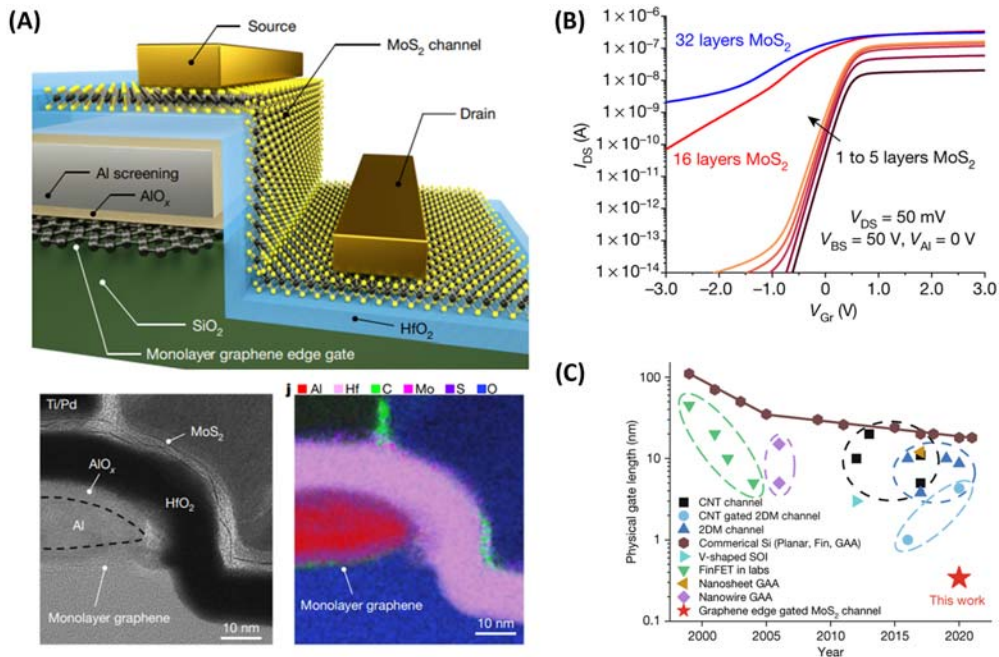 (A)
Source
MoS₂ channel
Drain
Al screening
AlOₓ
SiO₂
HfO₂
Monolayer graphene edge gate
Ti/Pd
MoS₂
AlOₓ
HfO₂
Al
Monolayer graphene
10 nm
j Al Hf C Mo S O
Monolayer graphene
10 nm
(B)
1 × 10⁻⁶
1 × 10⁻⁷
1 × 10⁻⁸
1 × 10⁻⁹
1 × 10⁻¹⁰
1 × 10⁻¹¹
1 × 10⁻¹²
1 × 10⁻¹³
1 × 10⁻¹⁴
I_DS (A)
32 layers MoS₂
16 layers MoS₂
1 to 5 layers MoS₂
V_DS = 50 mV
V_BS = 50 V, V_Al = 0 V
−3.0 −2.0 −1.0 0 1.0 2.0 3.0
V_Gr (V)
(C)
100
10
1
0.1
Physical gate length (nm)
CNT channel
CNT gated 2DM channel
2DM channel
Commerical Si (Planar, Fin, GAA)
V-shaped SOI
FinFET in labs
Nanosheet GAA
Nanowire GAA
Graphene edge gated MoS₂ channel
This work
2000 2005 2010 2015 2020
Year